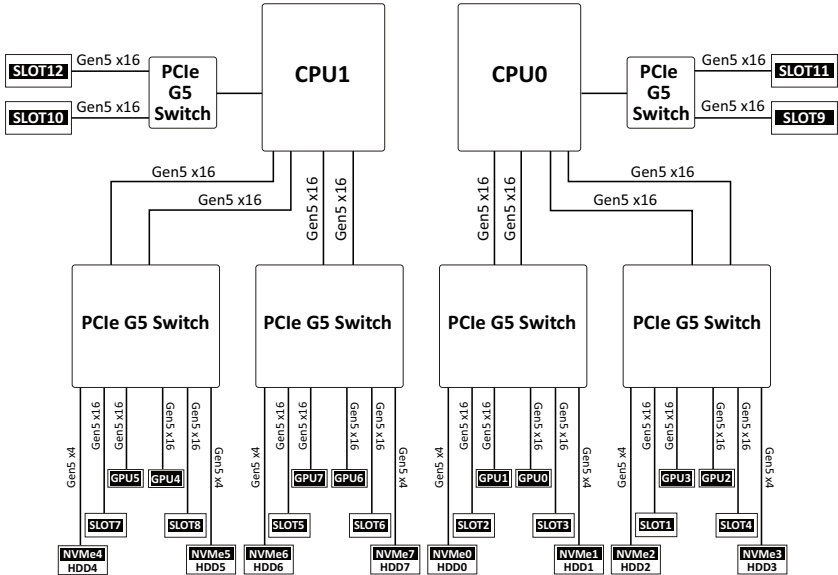 CPU1
CPU0
Gen5 x16
SLOT12
PCIe
G5
Switch
Gen5 x16
SLOT10
Gen5 x16
SLOT11
PCIe
G5
Switch
Gen5 x16
SLOT9
Gen5 x16
Gen5 x16
Gen5 x16
Gen5 x16
Gen5 x16
Gen5 x16
Gen5 x16
Gen5 x16
PCIe G5 Switch
PCIe G5 Switch
PCIe G5 Switch
PCIe G5 Switch
Gen5 x4
Gen5 x16
Gen5 x16
Gen5 x16
Gen5 x16
Gen5 x4
Gen5 x4
Gen5 x16
Gen5 x16
Gen5 x16
Gen5 x16
Gen5 x4
Gen5 x4
Gen5 x16
Gen5 x16
Gen5 x16
Gen5 x16
Gen5 x4
Gen5 x4
Gen5 x16
Gen5 x16
Gen5 x16
Gen5 x16
Gen5 x4
GPU5
GPU4
GPU7
GPU6
GPU1
GPU0
GPU3
GPU2
SLOT7
SLOT8
SLOT5
SLOT6
SLOT2
SLOT3
SLOT1
SLOT4
NVMe4
HDD4
NVMe5
HDD5
NVMe6
HDD6
NVMe7
HDD7
NVMe0
HDD0
NVMe1
HDD1
NVMe2
HDD2
NVMe3
HDD3